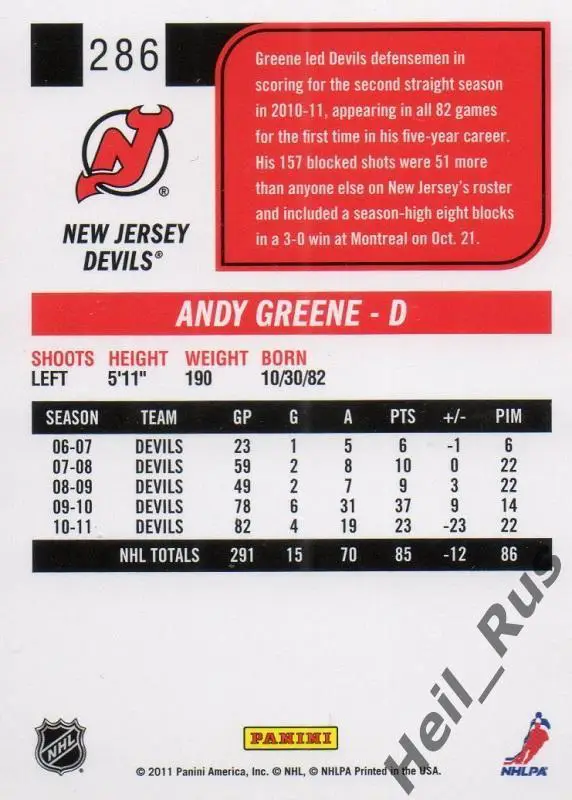 286
Greene led Devils defensemen in
scoring for the second straight season
in 2010-11, appearing in all 82 games
for the first time in his five-year career.
His 157 blocked shots were 51 more
than anyone else on New Jersey's roster
and included a season-high eight blocks
in a 3-0 win at Montreal on Oct. 21.
NEW JERSEY
DEVILS®
ANDY GREENE - D
SHOOTS HEIGHT WEIGHT BORN
LEFT 5'11" 190 10/30/82
SEASON TEAM GP G A PTS +/- PIM
06-07 DEVILS 23 1 5 6 -1 6
07-08 DEVILS 59 2 8 10 0 22
08-09 DEVILS 49 2 7 9 3 22
09-10 DEVILS 78 6 31 37 9 14
10-11 DEVILS 82 4 19 23 -23 22
NHL TOTALS 291 15 70 85 -12 86
Heil_Rus
NHL
PANINI
NHLPA
© 2011 Panini America, Inc. © NHL, © NHLPA Printed in the USA.